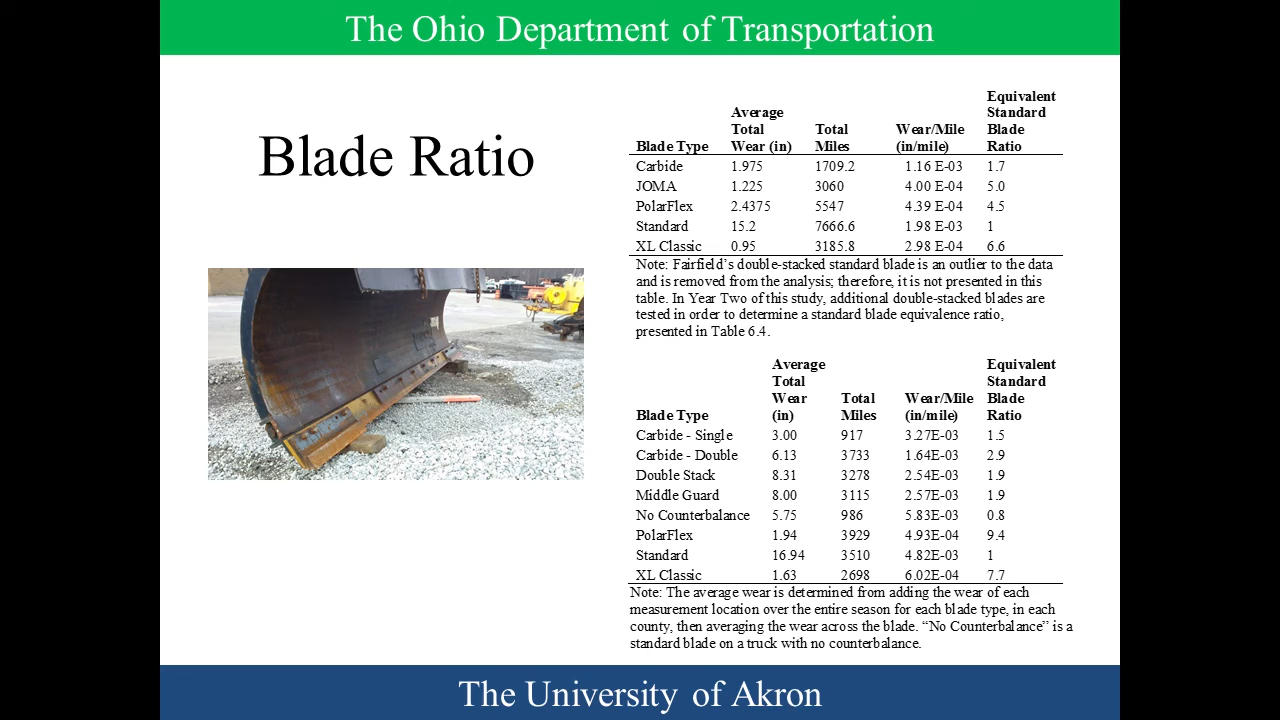 The Ohio Department of Transportation
Blade Ratio
Equivalent
Average Standard
Total Total Wear/Mile Blade
Blade Type Wear (in) Miles (in/mile) Ratio
Carbide 1.975 1709.2 1.16 E-03 1.7
JOMA 1.225 3060 4.00 E-04 5.0
PolarFlex 2.4375 5547 4.39 E-04 4.5
Standard 15.2 7666.6 1.98 E-03 1
XL Classic 0.95 3185.8 2.98 E-04 6.6
Note: Fairfield's double-stacked standard blade is an outlier to the data
and is removed from the analysis; therefore, it is not presented in this
table. In Year Two of this study, additional double-stacked blades are
tested in order to determine a standard blade equivalence ratio,
presented in Table 6.4.
Average Equivalent
Total Standard
Wear Total Wear/Mile Blade
Blade Type (in) Miles (in/mile) Ratio
Carbide - Single 3.00 917 3.27E-03 1.5
Carbide - Double 6.13 3733 1.64E-03 2.9
Double Stack 8.31 3278 2.54E-03 1.9
Middle Guard 8.00 3115 2.57E-03 1.9
No Counterbalance 5.75 986 5.83E-03 0.8
PolarFlex 1.94 3929 4.93E-04 9.4
Standard 16.94 3510 4.82E-03 1
XL Classic 1.63 2698 6.02E-04 7.7
Note: The average wear is determined from adding the wear of each
measurement location over the entire season for each blade type, in each
county, then averaging the wear across the blade. “No Counterbalance” is a
standard blade on a truck with no counterbalance.
The University of Akron